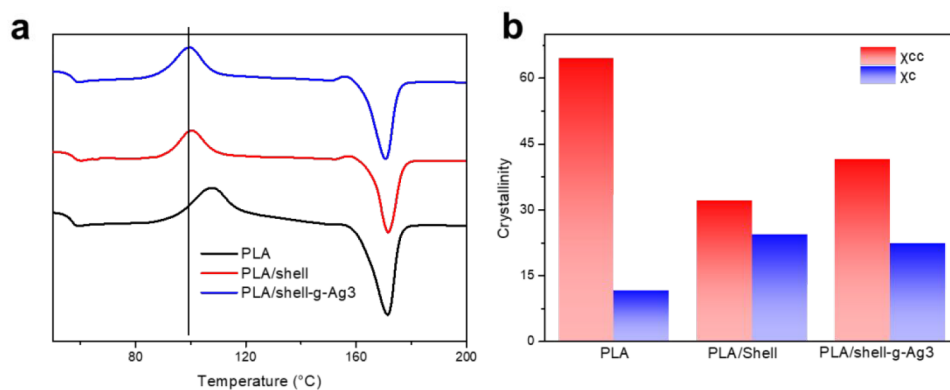 a
PLA
PLA/shell
PLA/shell-g-Ag3
80
120
160
200
Temperature (°C)
b
χcc
χc
Crystallinity
60
45
30
15
0
PLA
PLA/Shell
PLA/shell-g-Ag3